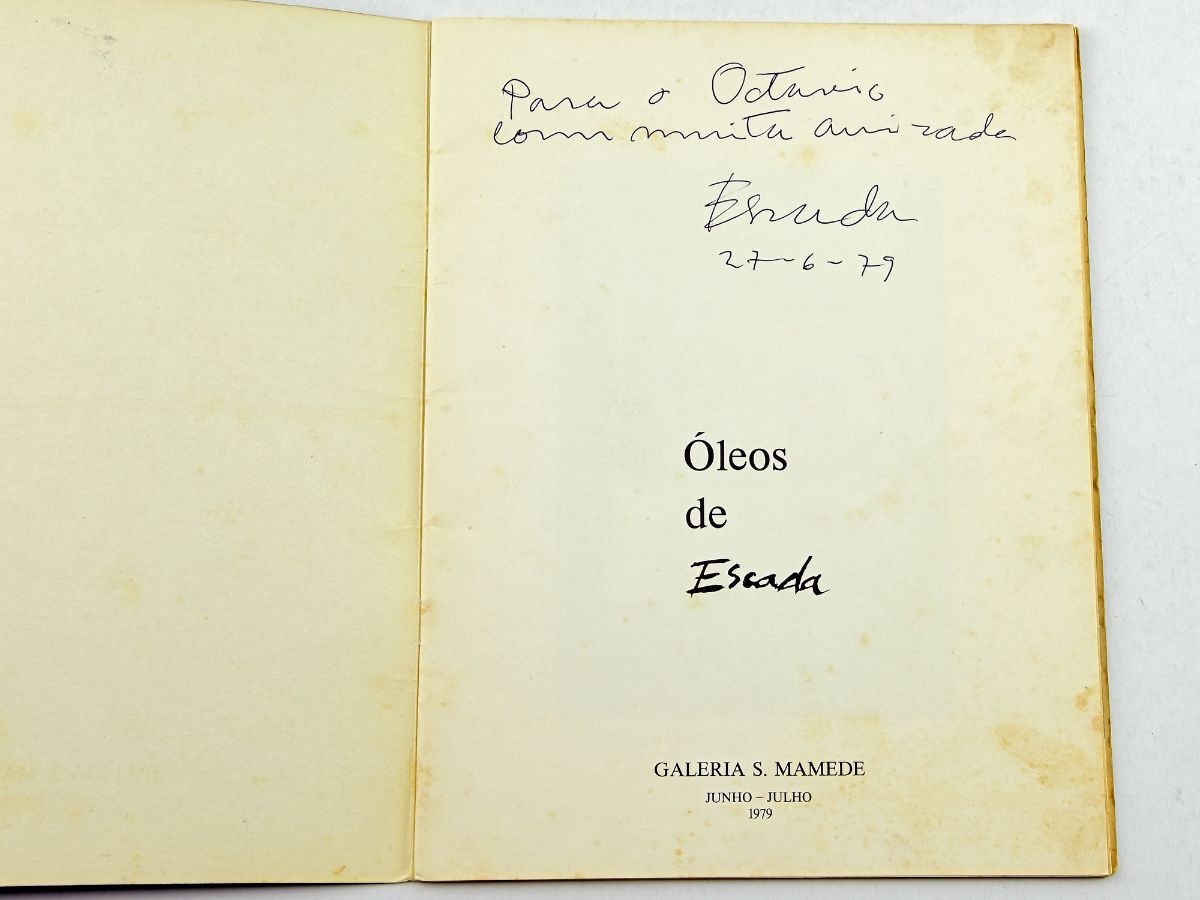 Para o Octavio
com muita amizade
Escada
27-6-79
Óleos
de
Escada
GALERIA S. MAMEDE
JUNHO – JULHO
1979